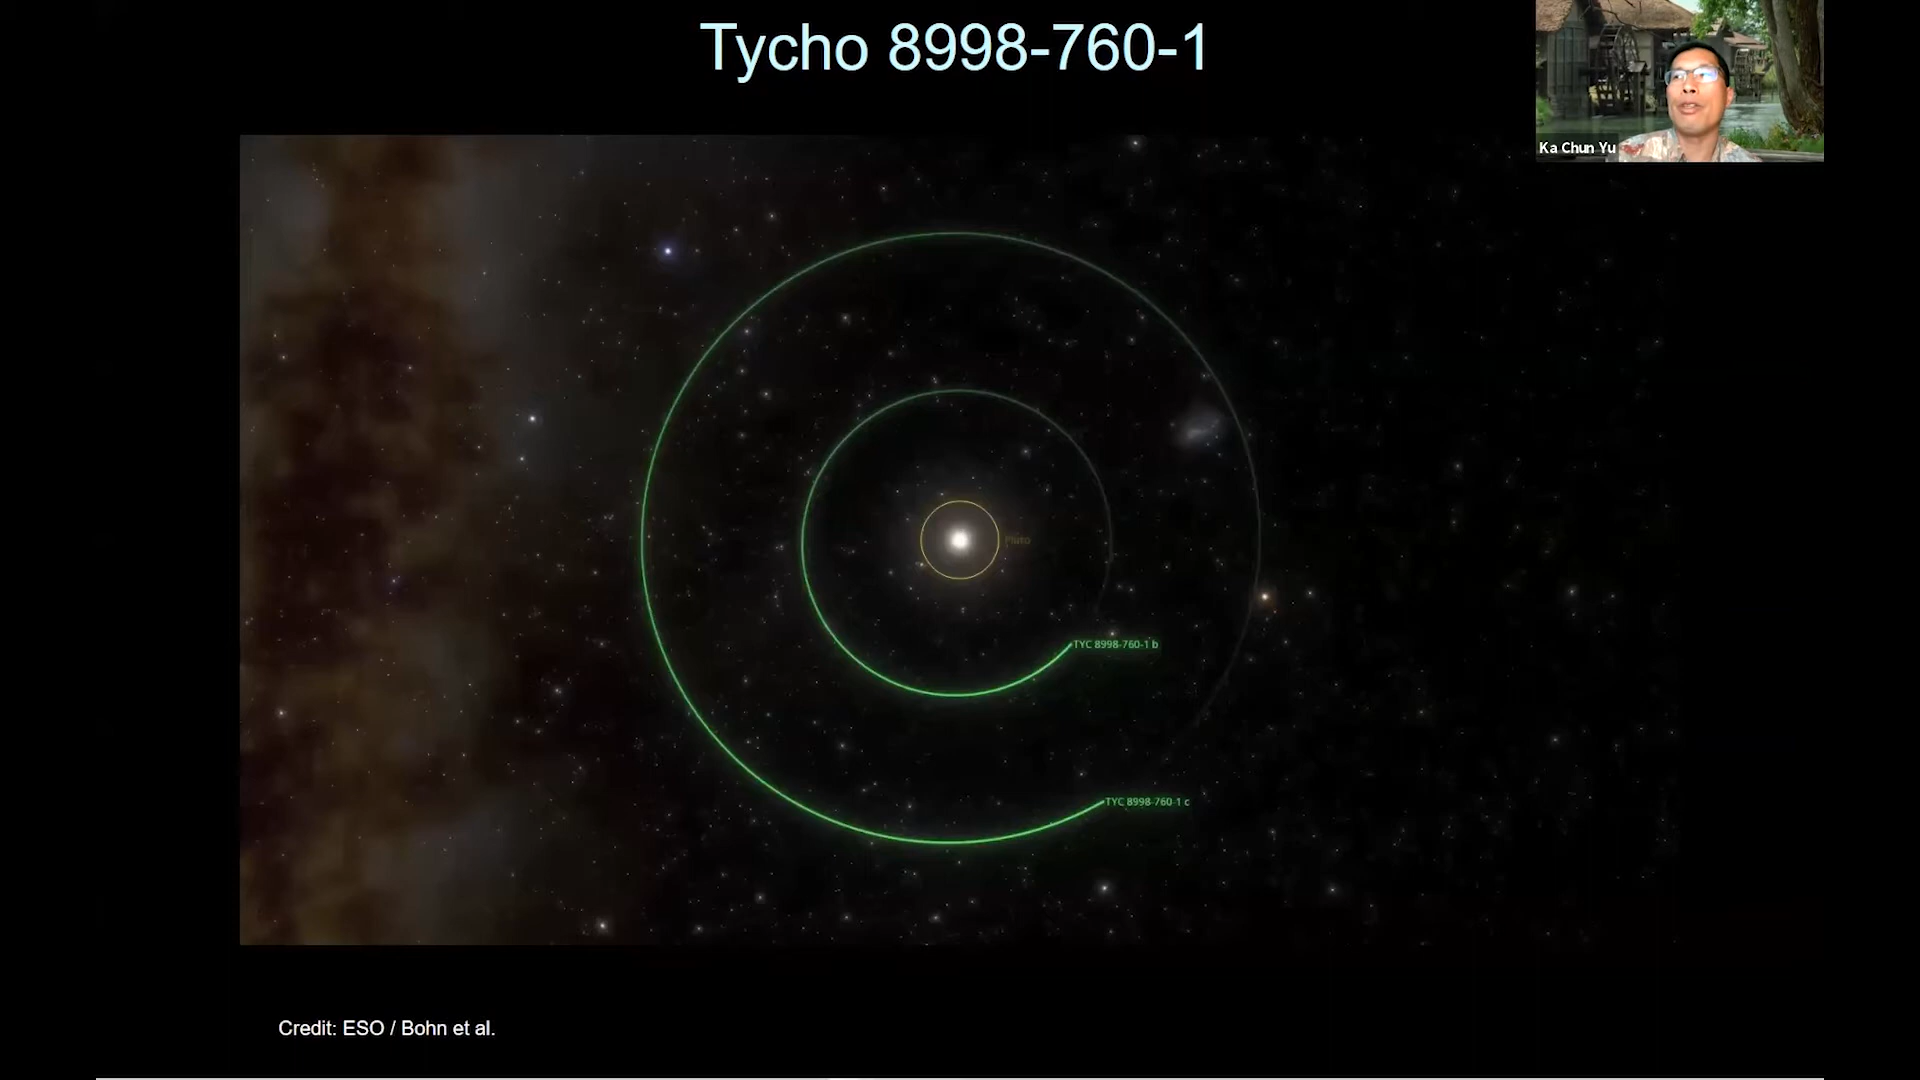 Tycho 8998-760-1
Ka Chun Yu
Pluto
TYC 8998-760-1 b
TYC 8998-760-1 c
Credit: ESO / Bohn et al.